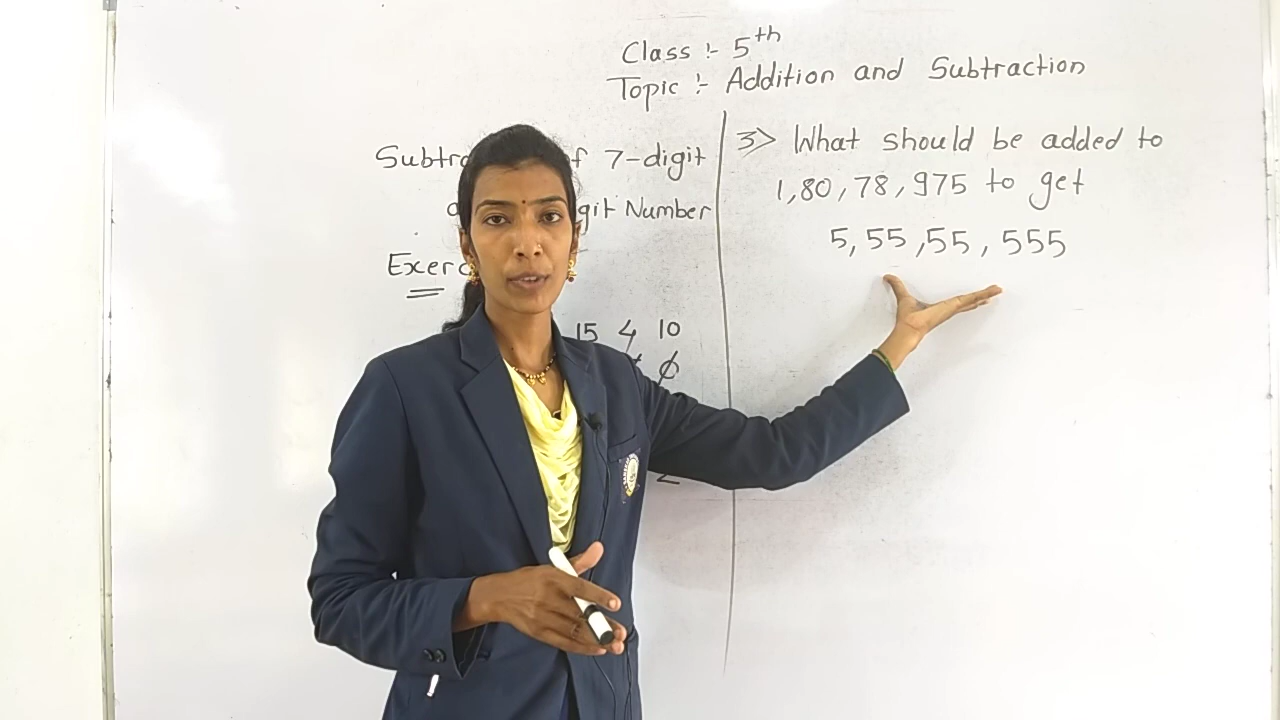 Class :- 5th
Topic :- Addition and Subtraction
f 7-digit
git Number
Exerc
15 4 10
0
3> What should be added to
1,80,78,975 to get
5,55,55,555